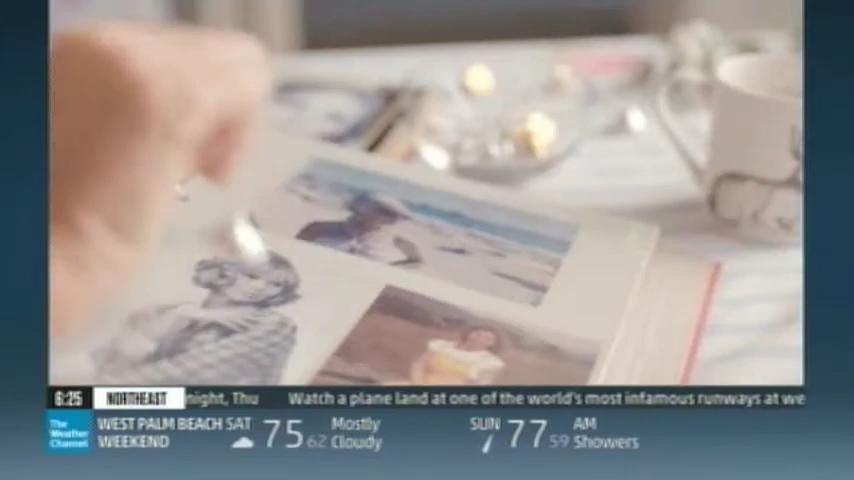 6:25 NORTHEAST night, Thu Watch a plane land at one of the world's most infamous runways at we
The
Weather
Channel
WEST PALM BEACH
WEEKEND
SAT 75 62 Mostly
Cloudy
SUN 77 59 AM
Showers